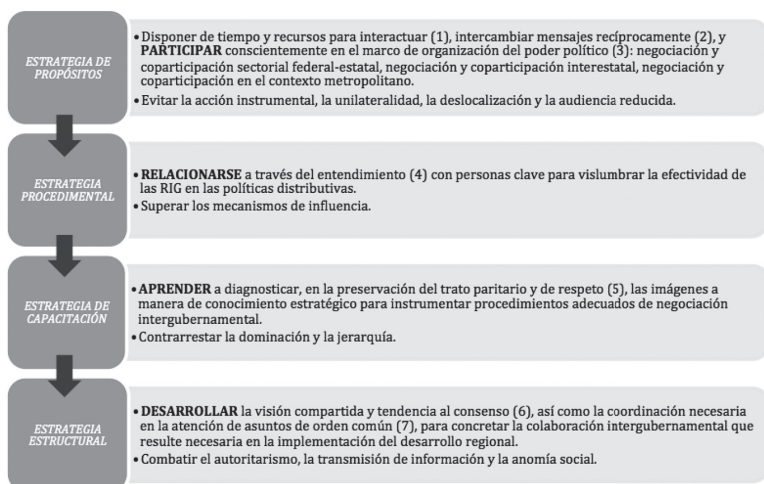 ESTRATEGIA DE
PROPÓSITOS
• Disponer de tiempo y recursos para interactuar (1), intercambiar mensajes recíprocamente (2), y
PARTICIPAR conscientemente en el marco de organización del poder político (3): negociación y
coparticipación sectorial federal-estatal, negociación y coparticipación interestatal, negociación y
coparticipación en el contexto metropolitano.
• Evitar la acción instrumental, la unilateralidad, la deslocalización y la audiencia reducida.
ESTRATEGIA
PROCEDIMENTAL
• RELACIONARSE a través del entendimiento (4) con personas clave para vislumbrar la efectividad de
las RIG en las políticas distributivas.
• Superar los mecanismos de influencia.
ESTRATEGIA DE
CAPACITACIÓN
• APRENDER a diagnosticar, en la preservación del trato paritario y de respeto (5), las imágenes a
manera de conocimiento estratégico para instrumentar procedimientos adecuados de negociación
intergubernamental.
• Contrarrestar la dominación y la jerarquía.
ESTRATEGIA
ESTRUCTURAL
• DESARROLLAR la visión compartida y tendencia al consenso (6), así como la coordinación necesaria
en la atención de asuntos de orden común (7), para concretar la colaboración intergubernamental que
resulte necesaria en la implementación del desarrollo regional.
• Combatir el autoritarismo, la transmisión de información y la anomía social.